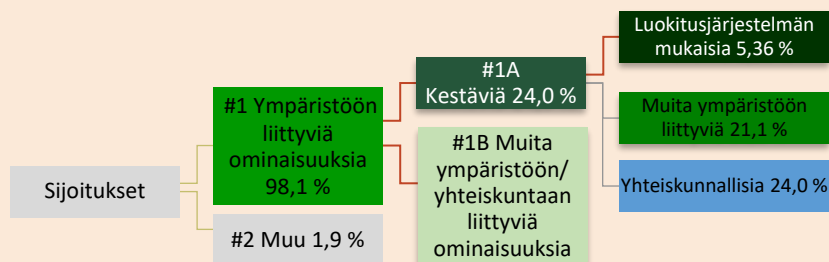 Sijoitukset
#1 Ympäristöön
liittyviä
ominaisuuksia
98,1 %
#2 Muu 1,9 %
#1A
Kestäviä 24,0 %
#1B Muita
ympäristöön/
yhteiskuntaan
liittyviä
ominaisuuksia
Luokitusjärjestelmän
mukaisia 5,36 %
Muita ympäristöön
liittyviä 21,1 %
Yhteiskunnallisia 24,0 %